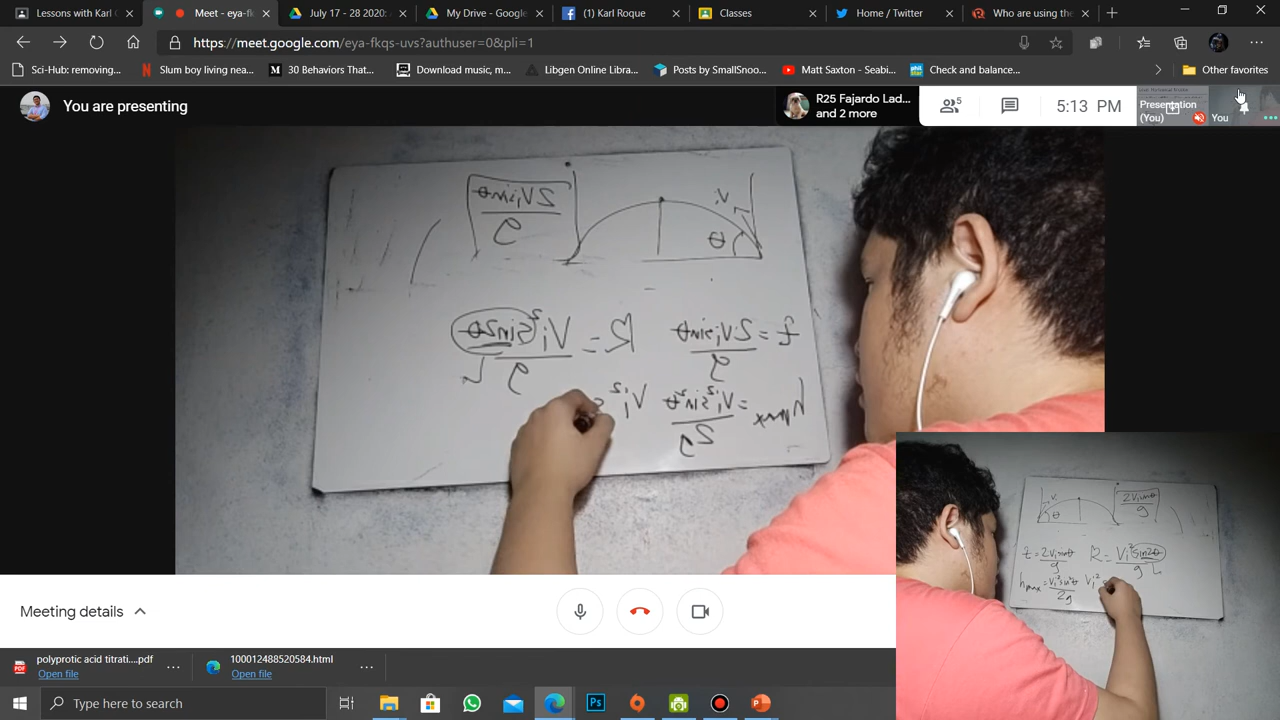 Lessons with Karl C
Meet - eya-f
July 17 - 28 2020:
My Drive - Google
(1) Karl Roque
Classes
Home / Twitter
Who are using the
https://meet.google.com/eya-fkqs-uvs?authuser=0&pli=1
Sci-Hub: removing...
Slum boy living nea...
30 Behaviors That...
Download music, m...
Libgen Online Libra...
Posts by SmallSnoo...
Matt Saxton - Seabi...
Check and balance...
Other favorites
You are presenting
R25 Fajardo Lad...
and 2 more
5
5:13 PM
Presentation
(You)
You
2Visinθ
g
Vi
θ
t = 2Visinθ
g
R = Vi²sin2θ
g
hmax = Vi²sin²θ
2g
Vi²
Meeting details
polyprotic acid titrati....pdf
Open file
100012488520584.html
Open file
Type here to search